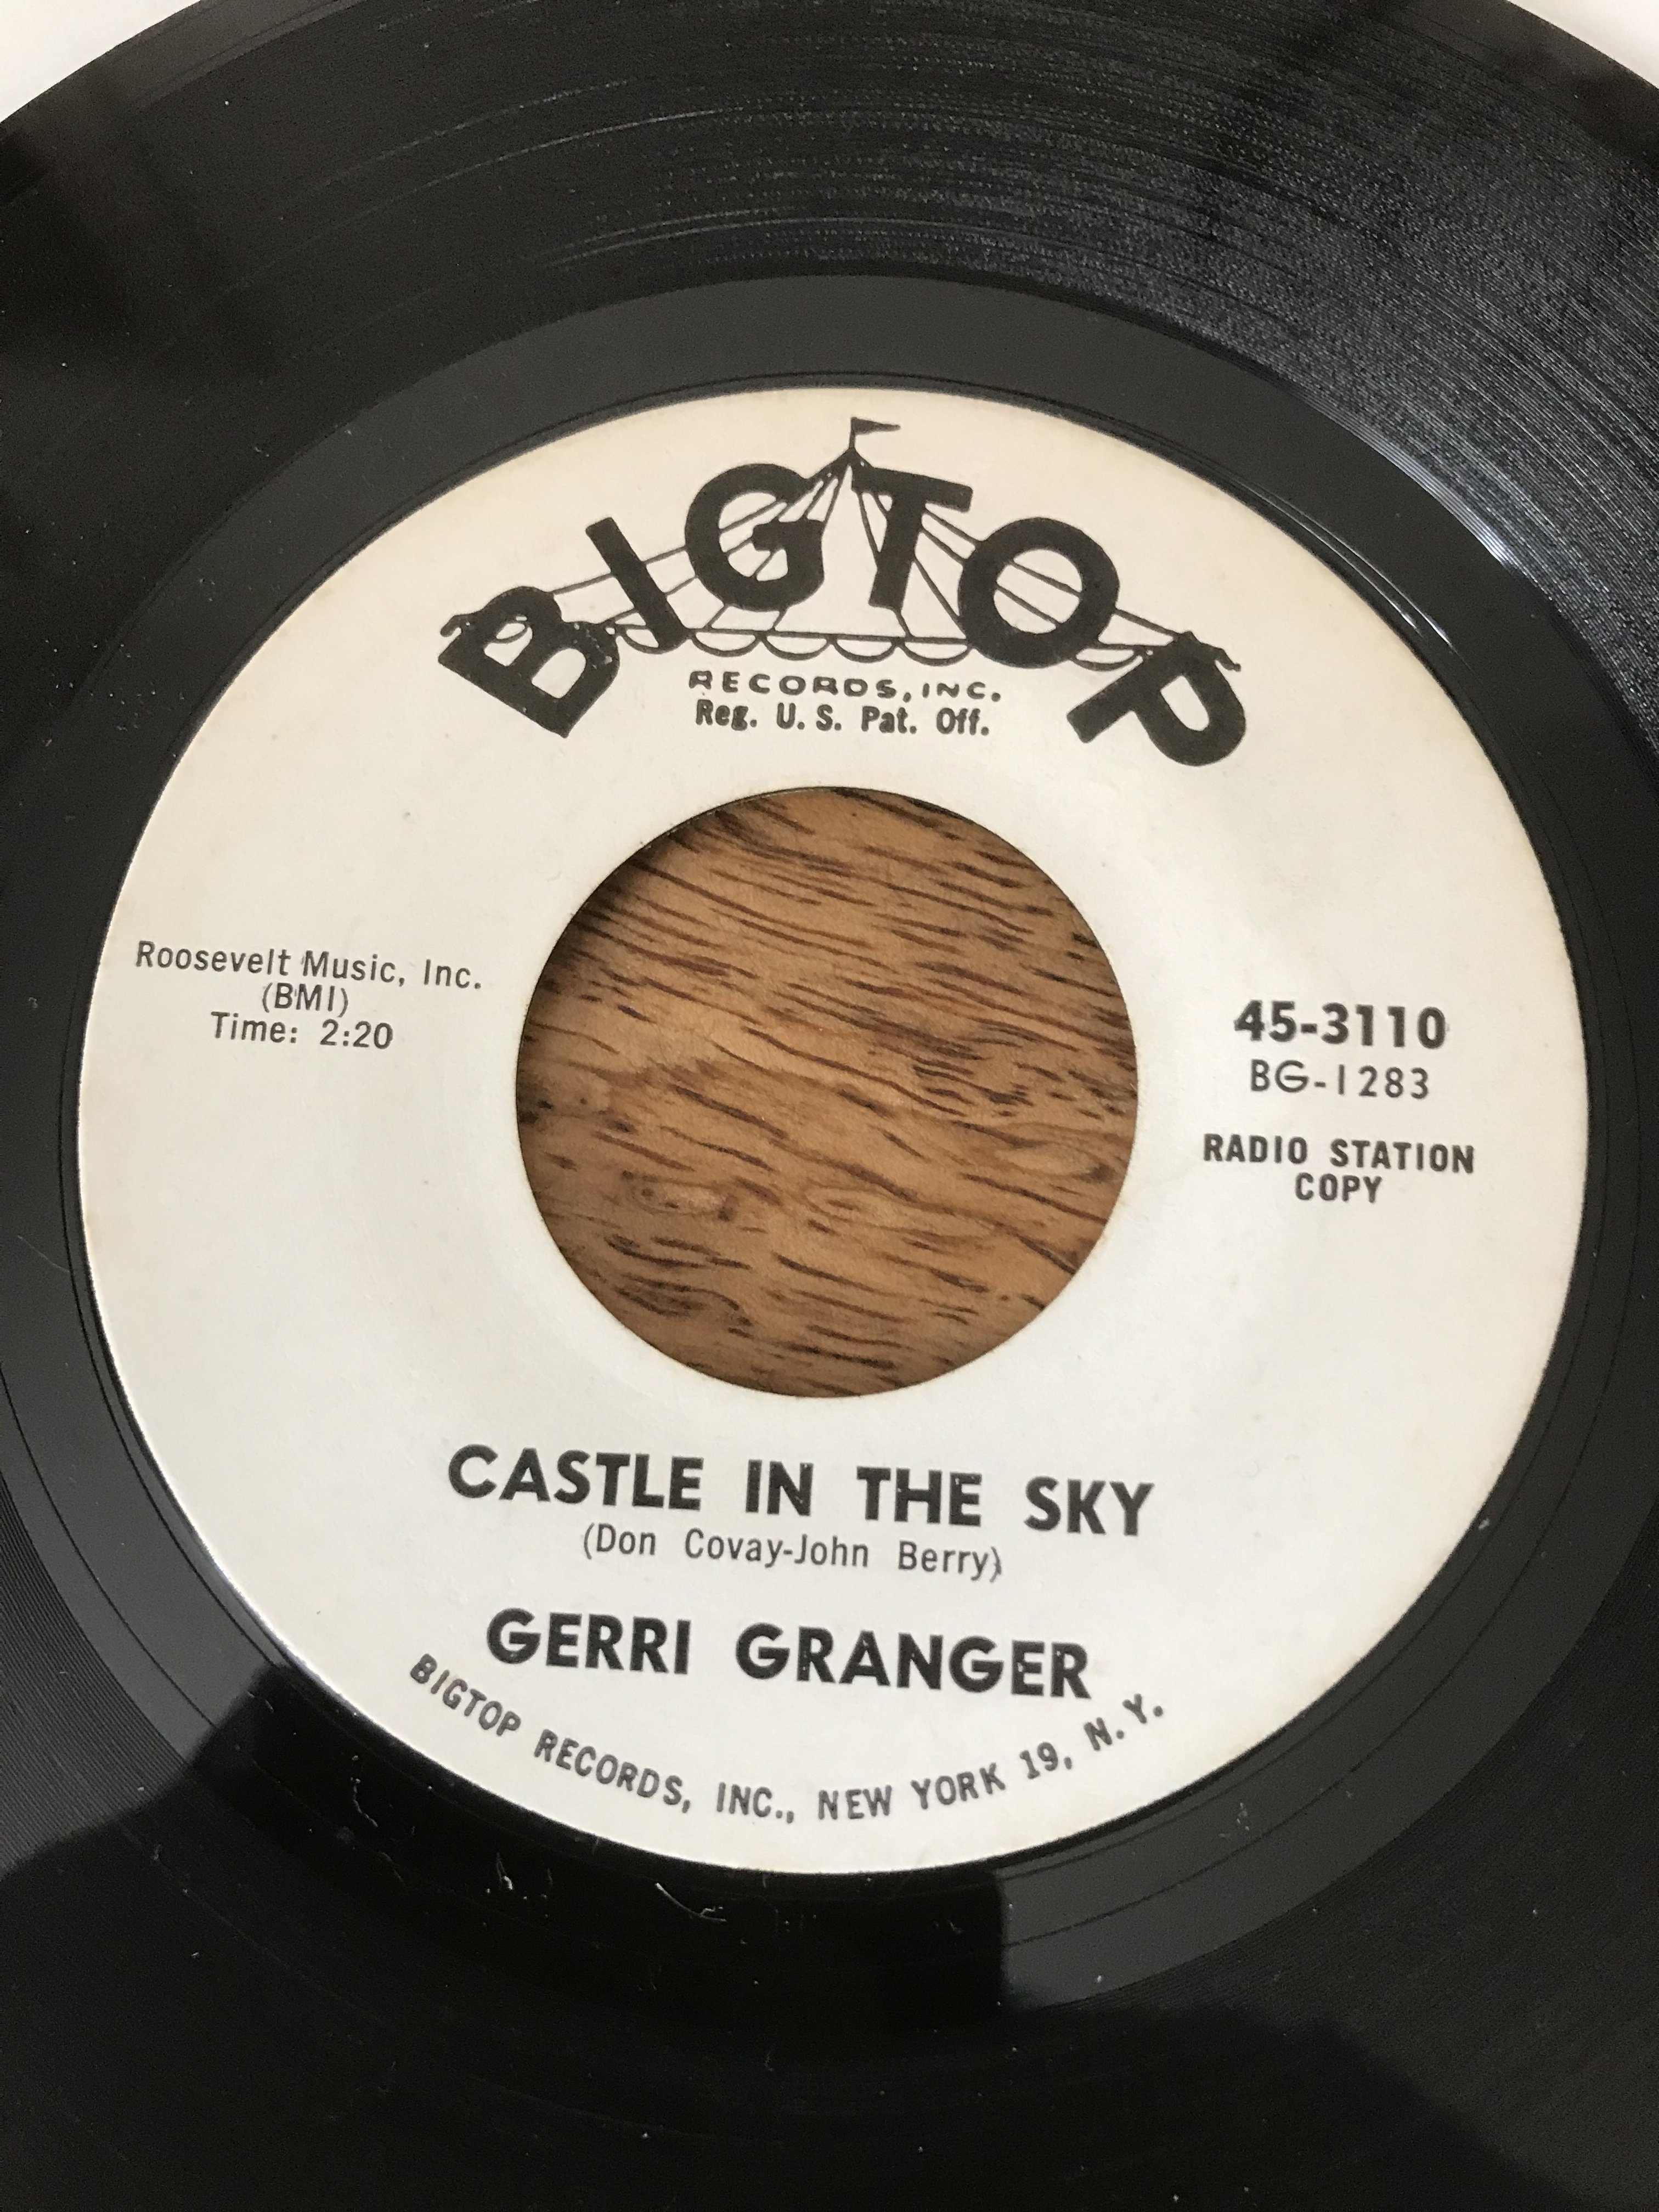 BIGTOP
RECORDS, INC.
Reg. U. S. Pat. Off.
Roosevelt Music, Inc.
(BMI)
Time: 2:20
45-3110
BG-1283
RADIO STATION
COPY
CASTLE IN THE SKY
(Don Covay-John Berry)
GERRI GRANGER
BIGTOP RECORDS, INC., NEW YORK 19, N. Y.